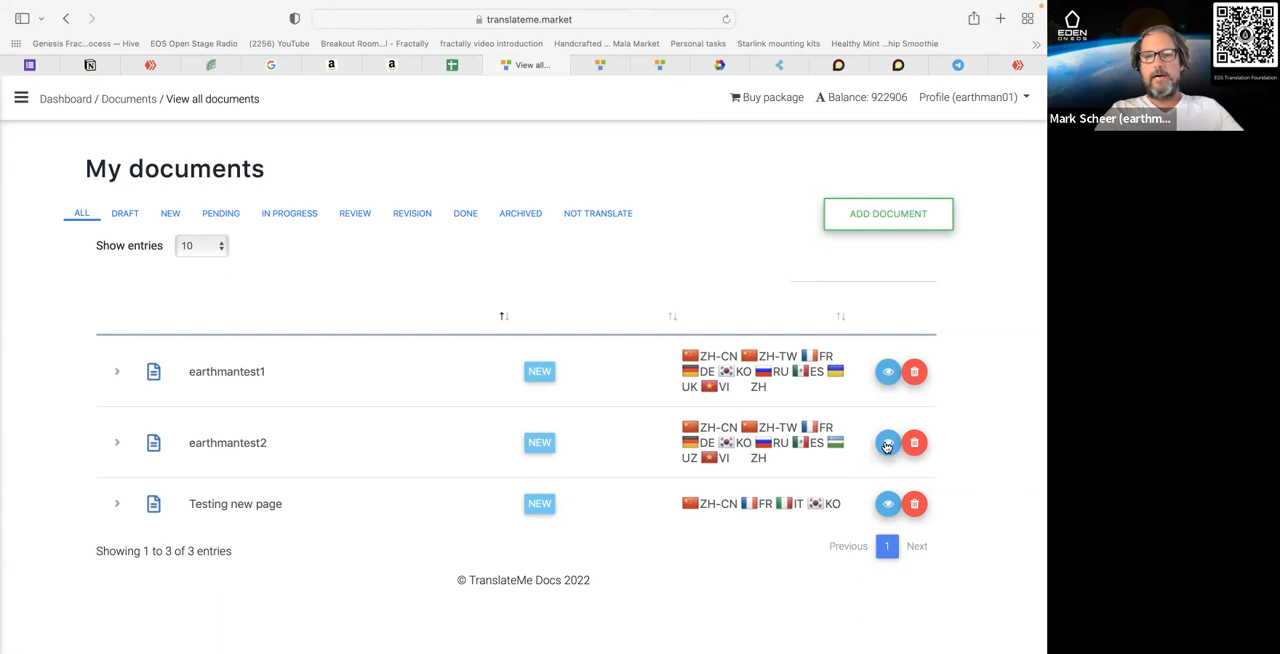 translateme.market
Genesis Frac...ocess — Hive
EOS Open Stage Radio
(2256) YouTube
Breakout Room...l - Fractally
fractally video introduction
Handcrafted ... Mala Market
Personal tasks
Starlink mounting kits
Healthy Mint ...hip Smoothie
View all...
Dashboard / Documents / View all documents
Buy package
Balance: 922906
Profile (earthman01)
EDEN
ON EOS
EOS Translation Foundation
Mark Scheer (earthm...
My documents
ALL
DRAFT
NEW
PENDING
IN PROGRESS
REVIEW
REVISION
DONE
ARCHIVED
NOT TRANSLATE
ADD DOCUMENT
Show entries
10
earthmantest1
NEW
ZH-CN ZH-TW FR
DE KO RU ES
UK VI ZH
earthmantest2
NEW
ZH-CN ZH-TW FR
DE KO RU ES
UZ VI ZH
Testing new page
NEW
ZH-CN FR IT KO
Showing 1 to 3 of 3 entries
Previous
1
Next
© TranslateMe Docs 2022